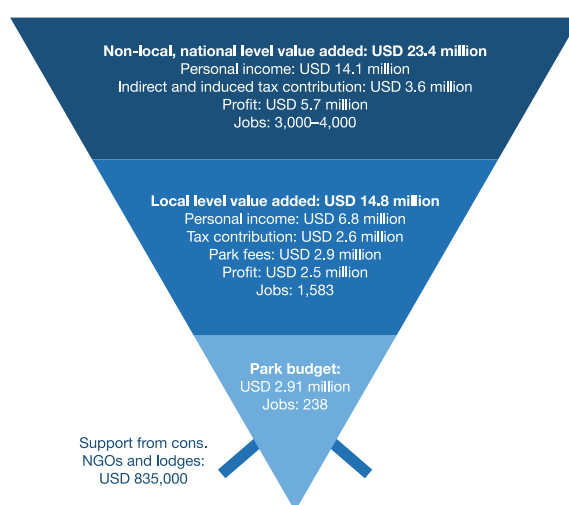 Non-local, national level value added: USD 23.4 million
Personal income: USD 14.1 million
Indirect and induced tax contribution: USD 3.6 million
Profit: USD 5.7 million
Jobs: 3,000–4,000
Local level value added: USD 14.8 million
Personal income: USD 6.8 million
Tax contribution: USD 2.6 million
Park fees: USD 2.9 million
Profit: USD 2.5 million
Jobs: 1,583
Park budget:
USD 2.91 million
Jobs: 238
Support from cons.
NGOs and lodges:
USD 835,000